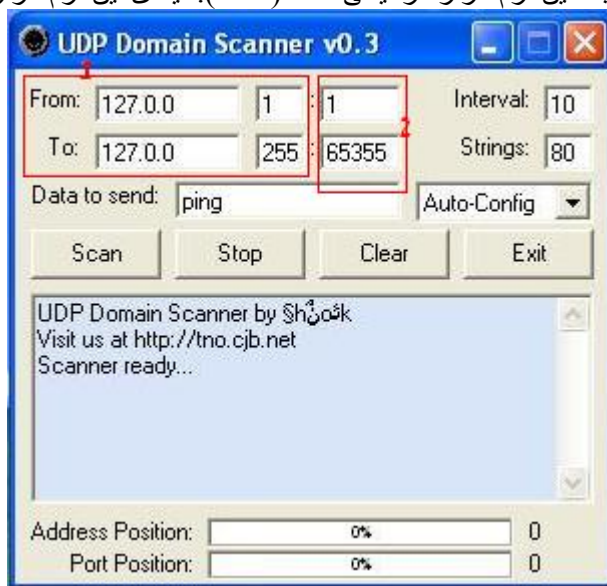 UDP Domain Scanner v0.3
1
From: 127.0.0 1 : 1 Interval: 10
2
To: 127.0.0 255 : 65355 Strings: 80
Data to send: ping Auto-Config
Scan Stop Clear Exit
UDP Domain Scanner by
Visit us at http://tno.cjb.net
Scanner ready...
Address Position: 0% 0
Port Position: 0% 0